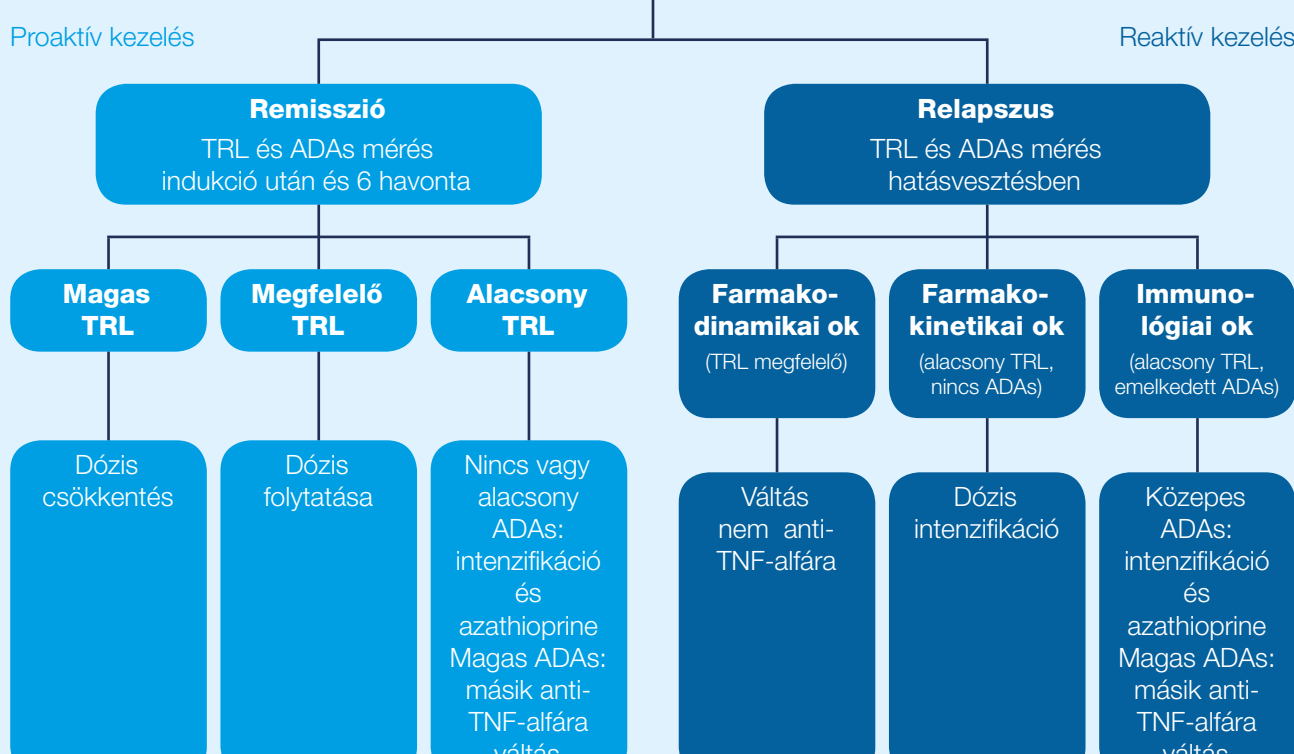 Proaktív kezelés
Reaktív kezelés
Remisszió
TRL és ADAs mérés
indukció után és 6 havonta
Relapszus
TRL és ADAs mérés
hatásvesztésben
Magas
TRL
Megfelelő
TRL
Alacsony
TRL
Farmako-
dinamikai ok
(TRL megfelelő)
Farmako-
kinetikai ok
(alacsony TRL,
nincs ADAs)
Immuno-
lógiai ok
(alacsony TRL,
emelkedett ADAs)
Dózis
csökkentés
Dózis
folytatása
Nincs vagy
alacsony
ADAs:
intenzifikáció
és
azathioprine
Magas ADAs:
másik anti-
TNF-alfára
váltás
Váltás
nem anti-
TNF-alfára
Dózis
intenzifikáció
Közepes
ADAs:
intenzifikáció
és
azathioprine
Magas ADAs:
másik anti-
TNF-alfára
váltás